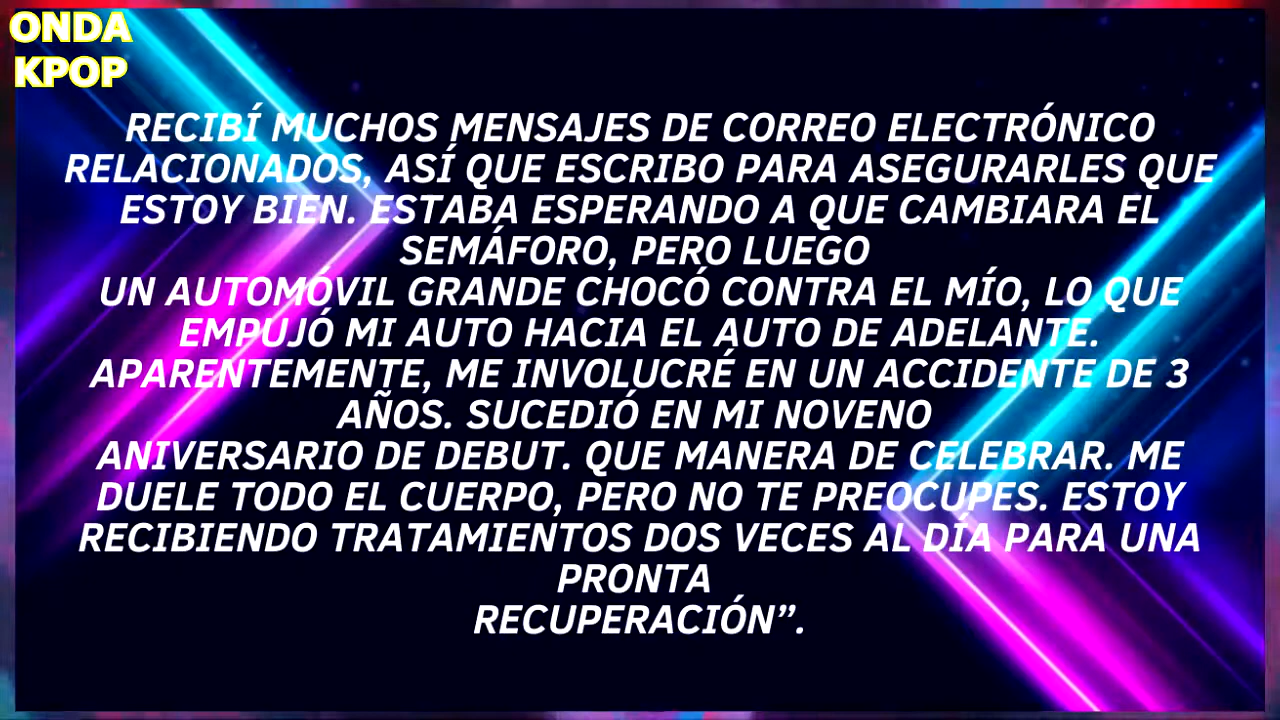 ONDA
KPOP
RECIBÍ MUCHOS MENSAJES DE CORREO ELECTRÓNICO
RELACIONADOS, ASÍ QUE ESCRIBO PARA ASEGURARLES QUE
ESTOY BIEN. ESTABA ESPERANDO A QUE CAMBIARA EL
SEMÁFORO, PERO LUEGO
UN AUTOMÓVIL GRANDE CHOCÓ CONTRA EL MÍO, LO QUE
EMPUJÓ MI AUTO HACIA EL AUTO DE ADELANTE.
APARENTEMENTE, ME INVOLUCRÉ EN UN ACCIDENTE DE 3
AÑOS. SUCEDIÓ EN MI NOVENO
ANIVERSARIO DE DEBUT. QUE MANERA DE CELEBRAR. ME
DUELE TODO EL CUERPO, PERO NO TE PREOCUPES. ESTOY
RECIBIENDO TRATAMIENTOS DOS VECES AL DÍA PARA UNA
PRONTA
RECUPERACIÓN”.